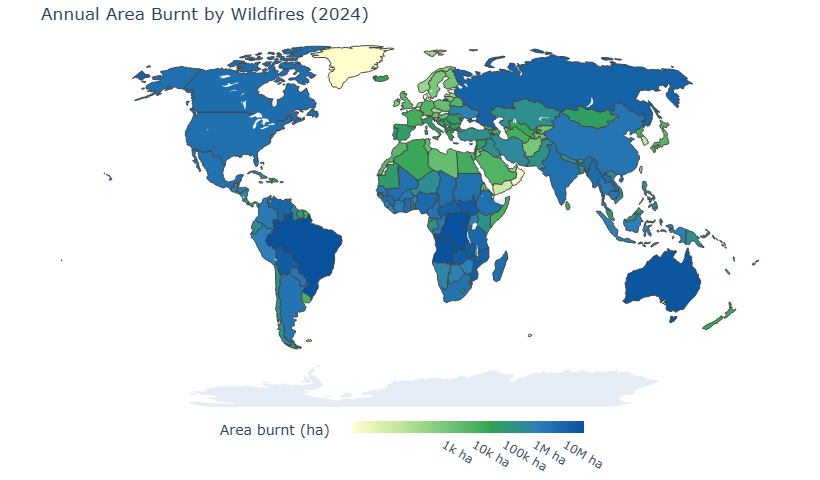 Annual Area Burnt by Wildfires (2024)
Area burnt (ha)
1k ha
10k ha
100k ha
1M ha
10M ha